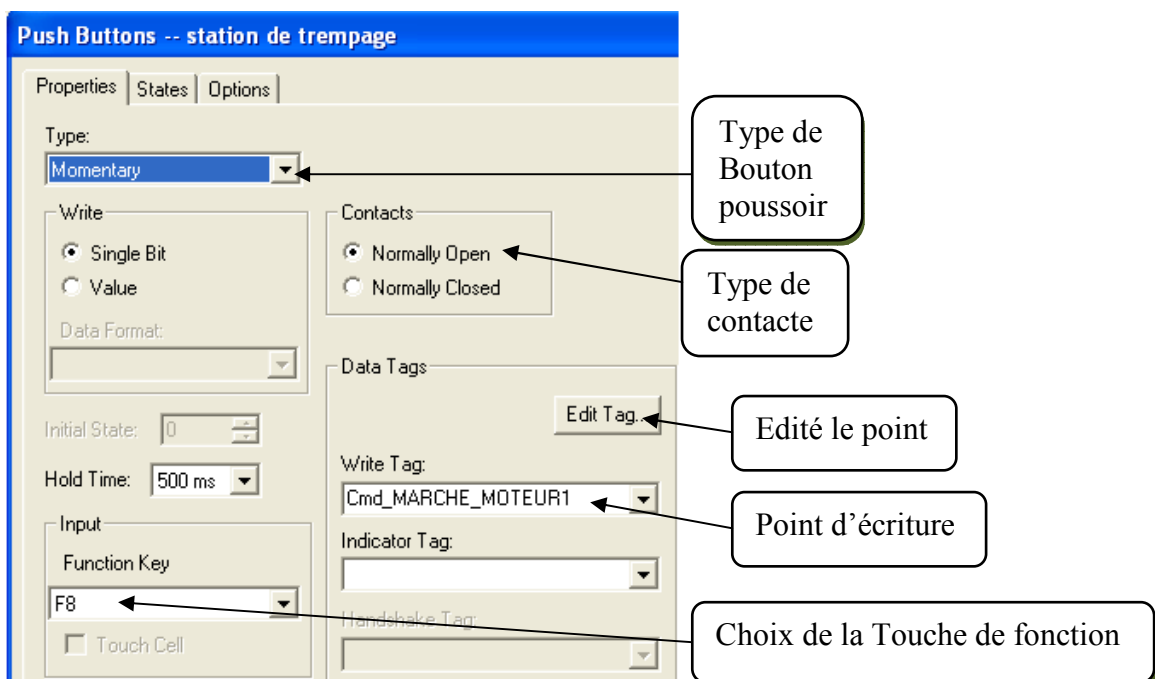 Push Buttons -- station de trempage
Properties
States
Options
Type:
Momentary
Write
Single Bit
Value
Data Format:
Initial State:
0
Hold Time:
500 ms
Input
Function Key
F8
Touch Cell
Contacts
Normally Open
Normally Closed
Data Tags
Edit Tag...
Write Tag:
Cmd_MARCHE_MOTEUR1
Indicator Tag:
Handshake Tag:
Type de
Bouton
poussoir
Type de
contacte
Edité le point
Point d’écriture
Choix de la Touche de fonction